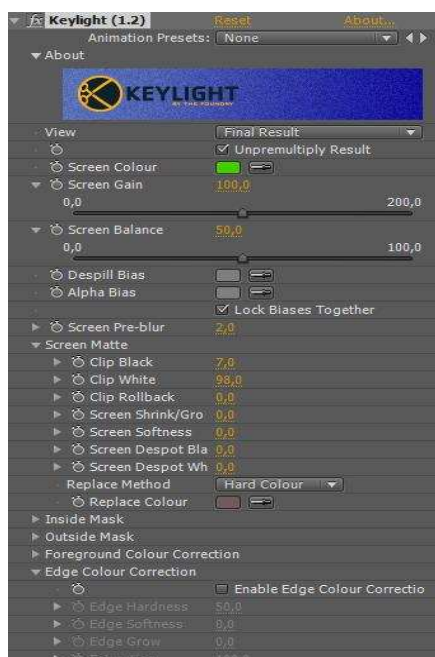 fx Keylight (1.2) Reset About...
Animation Presets: None
About
KEYLIGHT
BY THE FOUNDRY
View Final Result
Unpremultiply Result
Screen Colour
Screen Gain 100,0
0,0 200,0
Screen Balance 50,0
0,0 100,0
Despill Bias
Alpha Bias
Lock Biases Together
Screen Pre-blur 2,0
Screen Matte
Clip Black 7,0
Clip White 98,0
Clip Rollback 0,0
Screen Shrink/Gro 0,0
Screen Softness 0,0
Screen Despot Bla 0,0
Screen Despot Wh 0,0
Replace Method Hard Colour
Replace Colour
Inside Mask
Outside Mask
Foreground Colour Correction
Edge Colour Correction
Enable Edge Colour Correctio
Edge Hardness 50,0
Edge Softness 0,0
Edge Grow 0,0